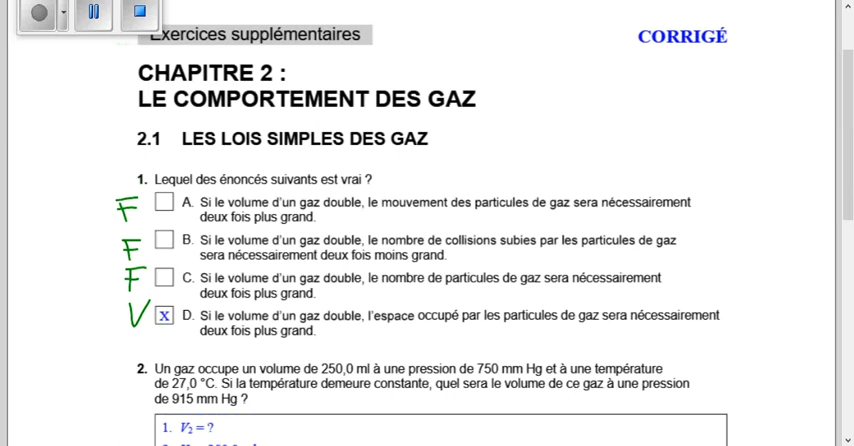 Exercices supplémentaires
CORRIGÉ
CHAPITRE 2 :
LE COMPORTEMENT DES GAZ
2.1 LES LOIS SIMPLES DES GAZ
1. Lequel des énoncés suivants est vrai ?
F A. Si le volume d'un gaz double, le mouvement des particules de gaz sera nécessairement
deux fois plus grand.
F B. Si le volume d'un gaz double, le nombre de collisions subies par les particules de gaz
sera nécessairement deux fois moins grand.
F C. Si le volume d'un gaz double, le nombre de particules de gaz sera nécessairement
deux fois plus grand.
V X D. Si le volume d'un gaz double, l'espace occupé par les particules de gaz sera nécessairement
deux fois plus grand.
2. Un gaz occupe un volume de 250,0 ml à une pression de 750 mm Hg et à une température
de 27,0 °C. Si la température demeure constante, quel sera le volume de ce gaz à une pression
de 915 mm Hg ?
1. V₂ = ?